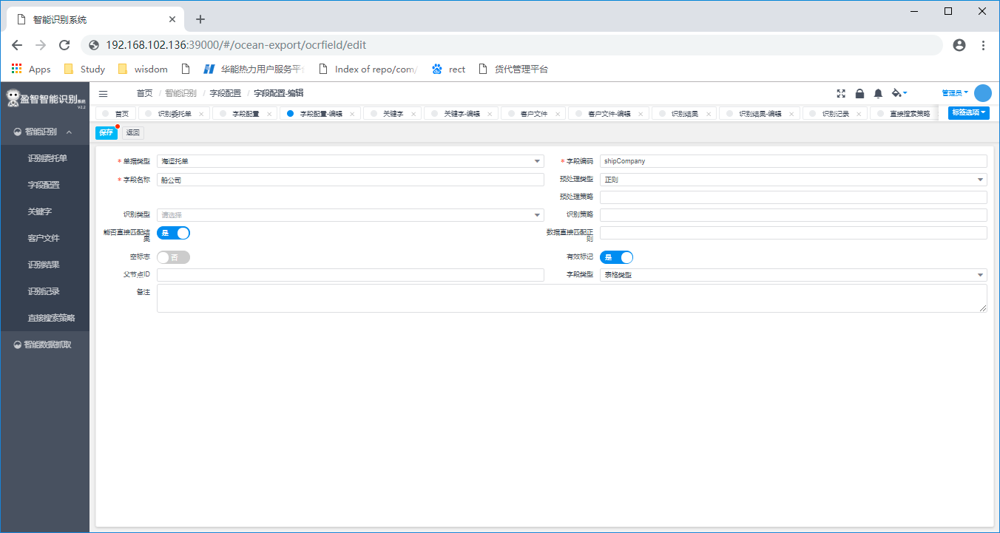 智能识别系统
192.168.102.136:39000/#/ocean-export/ocrfield/edit
Apps Study wisdom 华能热力用户服务平台 Index of repo/com/ rect 货代管理平台
盈智智能识别系统 V2.2
首页 / 智能识别 / 字段配置 / 字段配置-编辑
管理员
首页 识别委托单 字段配置 字段配置-编辑 关键字 关键字-编辑 客户文件 客户文件-编辑 识别结果 识别结果-编辑 识别记录 直接搜索策略 标签选项
保存 返回
智能识别
识别委托单
字段配置
关键字
客户文件
识别结果
识别记录
直接搜索策略
智能数据抓取
* 单据类型 海运托单 * 字段编码 shipCompany
* 字段名称 船公司 预处理类型 正则
预处理策略
识别类型 请选择 识别策略
能否直接匹配结果 是 数据直接匹配正则
空标志 否 有效标记 是
父节点ID 字段类型 表格类型
备注